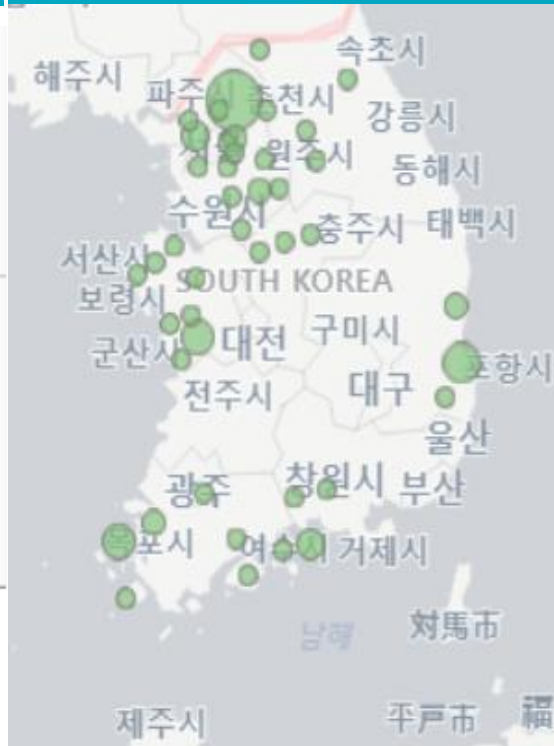 속초시
해주시
파주시
춘천시
강릉시
원주시
동해시
수원시
충주시
태백시
서산시
SOUTH KOREA
보령시
구미시
대전
군산시
포항시
대구
전주시
울산
창원시
광주
부산
목포시
여수시
거제시
対馬市
남해
제주시
平戸市
福